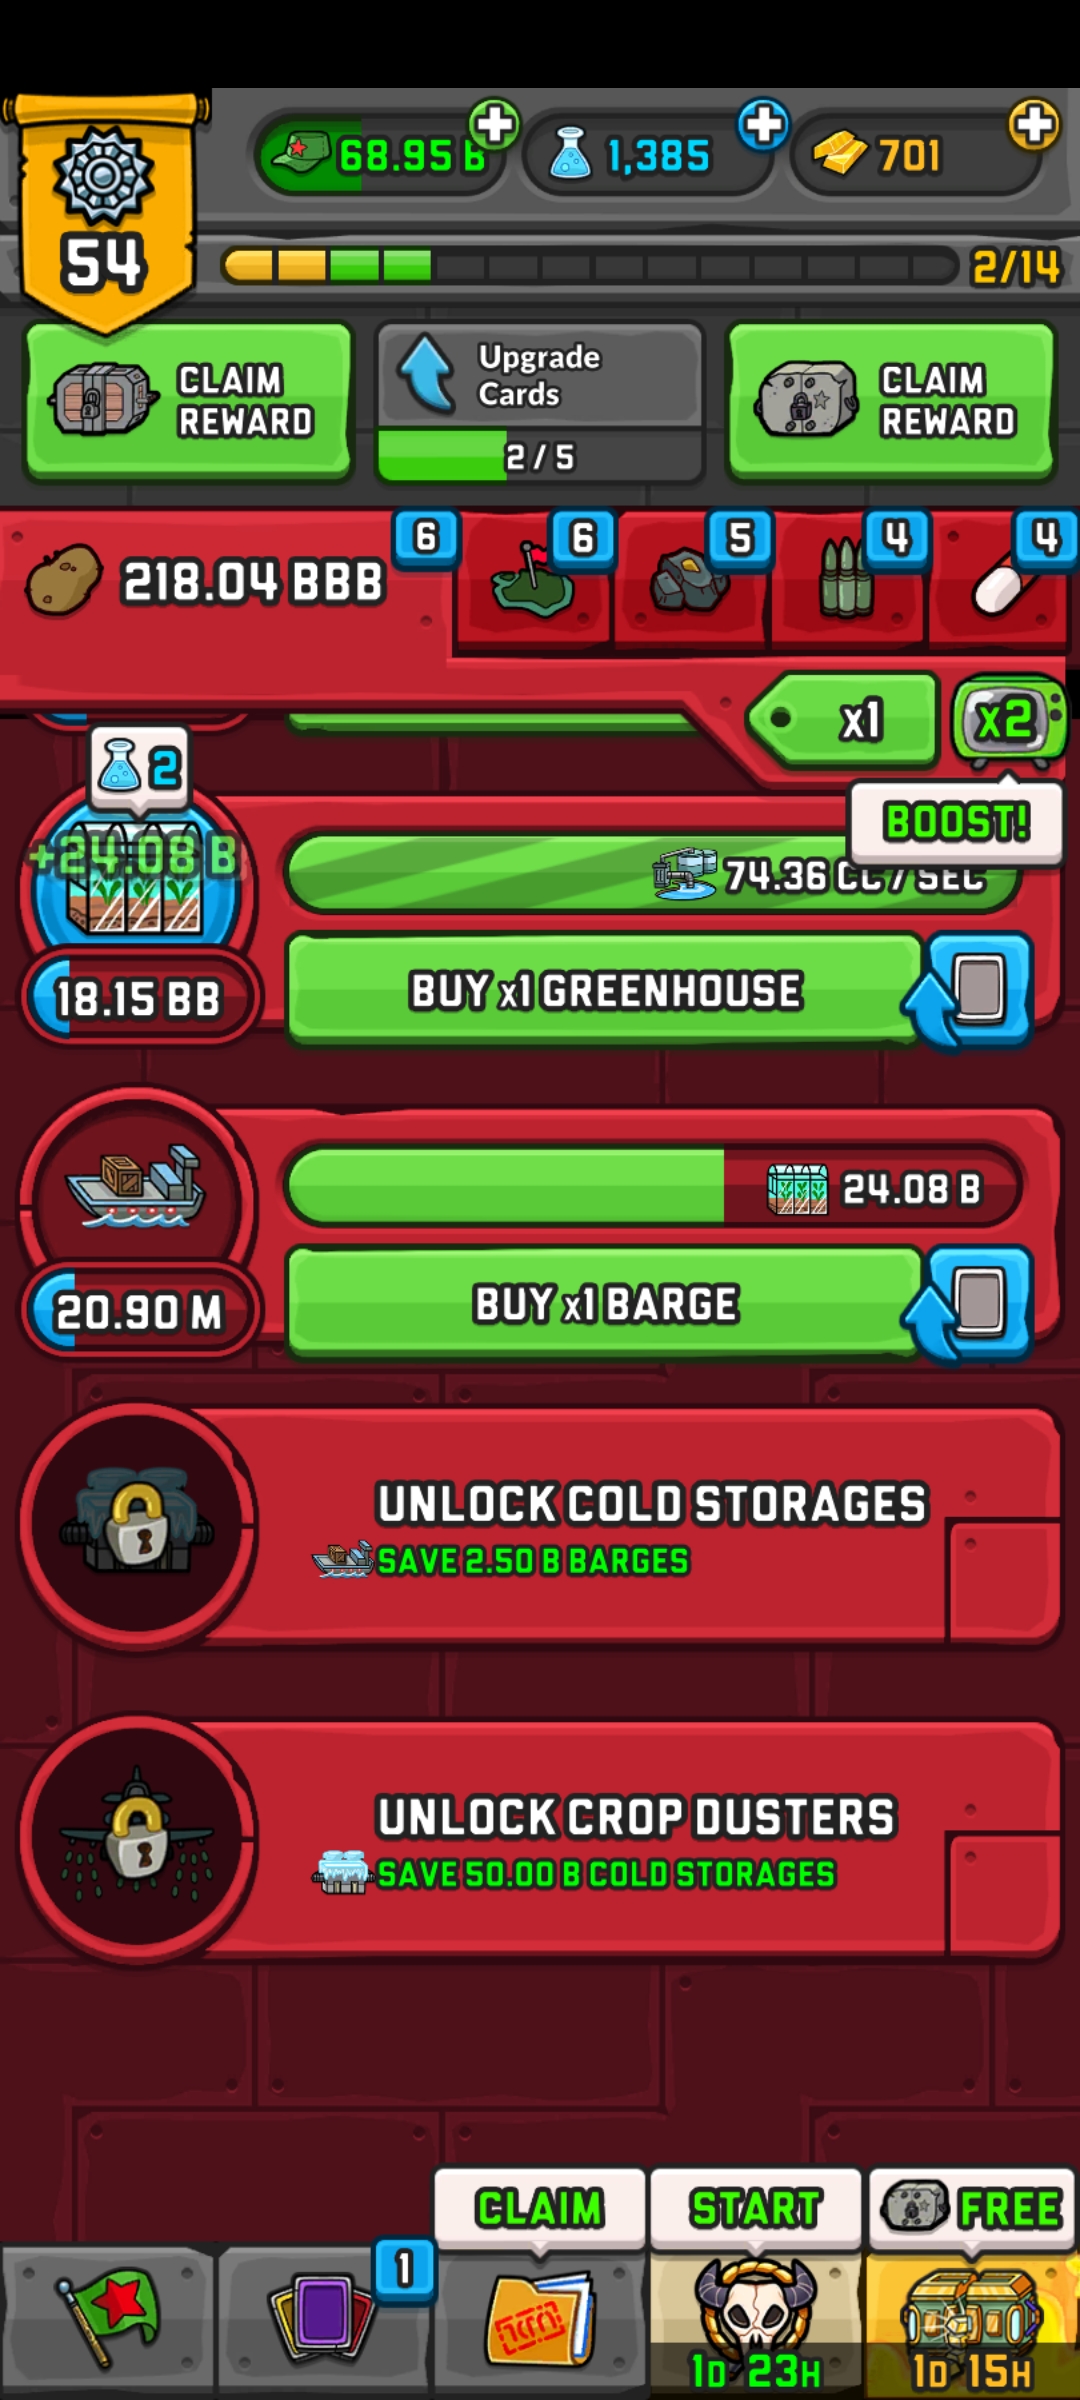 68.95 B
1,385
701
54
2/14
CLAIM
REWARD
Upgrade
Cards
2 / 5
CLAIM
REWARD
218.04 BBB
6
6
5
4
4
x1
x2
BOOST!
2
+24.08 B
74.36 CC / SEC
18.15 BB
BUY x1 GREENHOUSE
24.08 B
20.90 M
BUY x1 BARGE
UNLOCK COLD STORAGES
SAVE 2.50 B BARGES
UNLOCK CROP DUSTERS
SAVE 50.00 B COLD STORAGES
CLAIM
START
FREE
1
1D 23H
1D 15H